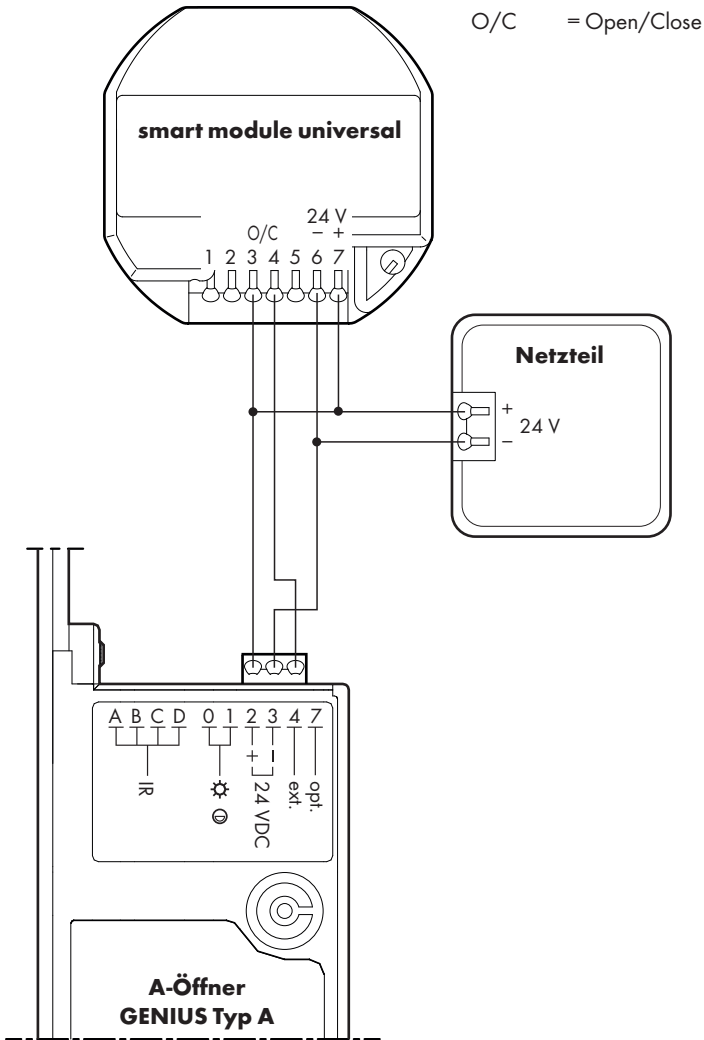 O/C = Open/Close
smart module universal
24 V
O/C – +
1 2 3 4 5 6 7
Netzteil
+
24 V
–
A B C D 0 1 2 3 4 7
+ –
IR
24 VDC
ext.
opt.
A-Öffner
GENIUS Typ A